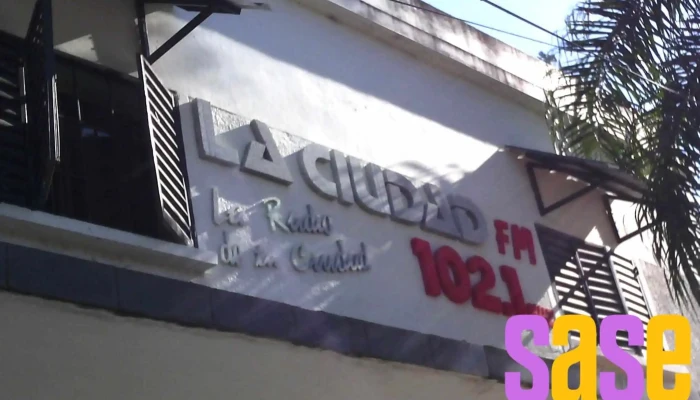 LA CIUDAD
FM
La Radio
de la Ciudad
102.1
sase